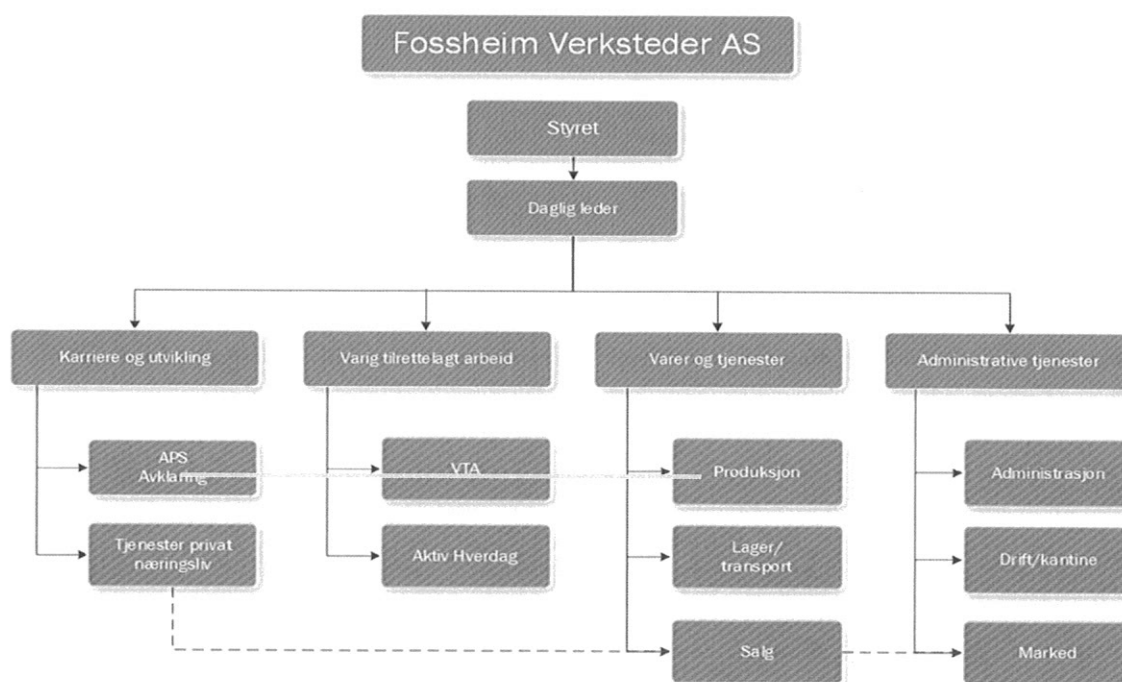 Fossheim Verksteder AS
Styret
Daglig leder
Karriere og utvikling
Varig tilrettelagt arbeid
Varer og tjenester
Administrative tjenester
APS
Avklaring
VTA
Produksjon
Administrasjon
Tjenester privat
næringsliv
Aktiv Hverdag
Lager/
transport
Drift/kantine
Salg
Marked